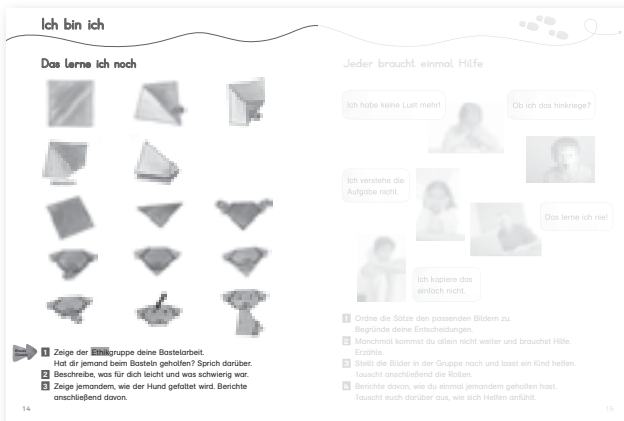 Ich bin ich
Das lerne ich noch
1 Zeige der Ethikgruppe deine Bastelarbeit.
Hat dir jemand beim Basteln geholfen? Sprich darüber.
2 Beschreibe, was für dich leicht und was schwierig war.
3 Zeige jemandem, wie der Hund gefaltet wird. Berichte
anschließend davon.
14
Jeder braucht einmal Hilfe
Ich habe keine Lust mehr!
Ob ich das hinkriege?
Ich verstehe die
Aufgabe nicht.
Das lerne ich nie!
Ich kapiere das
einfach nicht.
1 Ordne die Sätze den passenden Bildern zu.
Begründe deine Entscheidungen.
2 Manchmal kommst du allein nicht weiter und brauchst Hilfe.
Erzähle.
3 Stellt die Bilder in der Gruppe nach und lasst ein Kind helfen.
Tauscht anschließend die Rollen.
4 Berichte davon, wie du einmal jemandem geholfen hast.
Tauscht euch darüber aus, wie sich Helfen anfühlt.
15